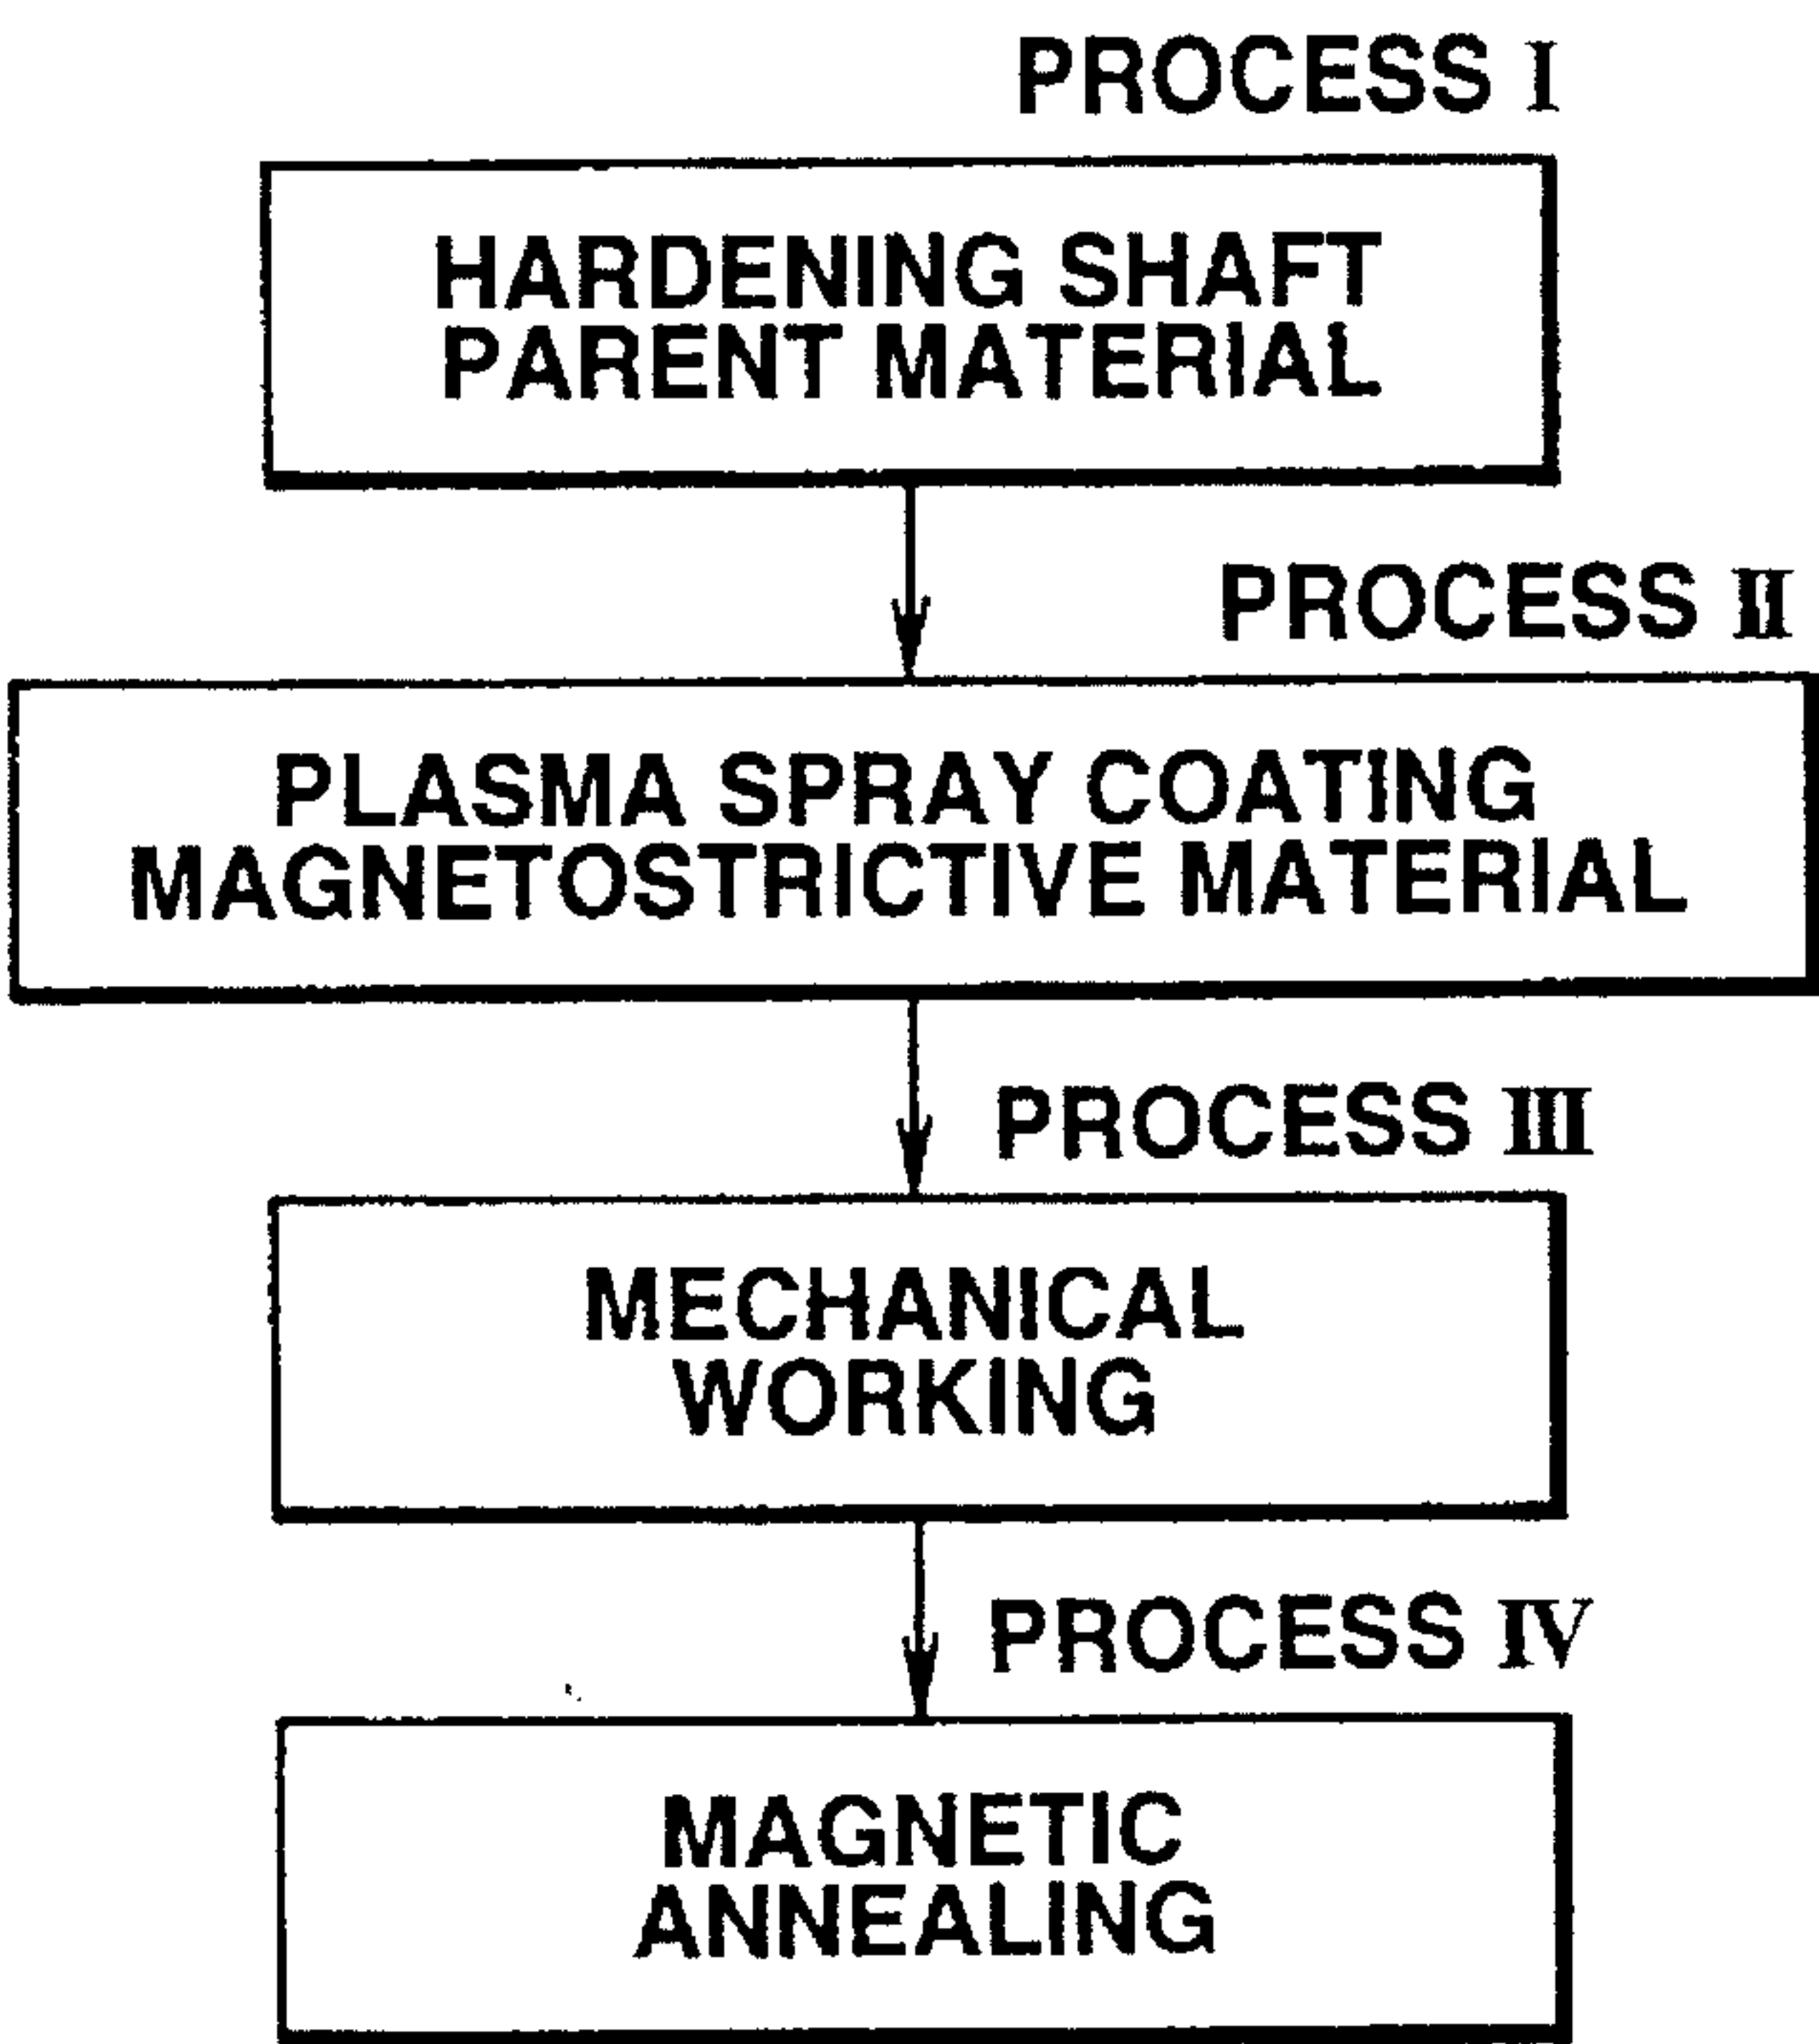 PROCESS I
HARDENING SHAFT
PARENT MATERIAL
PROCESS II
PLASMA SPRAY COATING
MAGNETOSTRICTIVE MATERIAL
PROCESS III
MECHANICAL
WORKING
PROCESS IV
MAGNETIC
ANNEALING